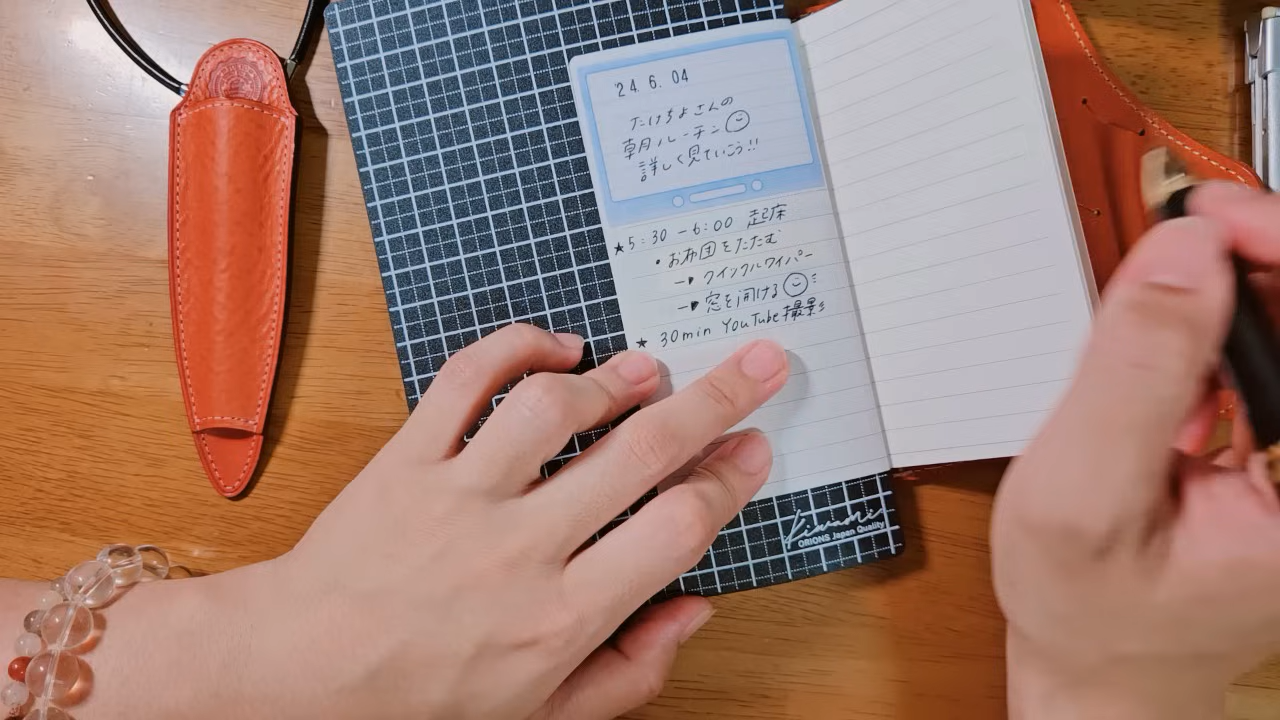 '24. 6. 04
たけちよさんの
朝ルーチン
詳しく見ていこう!!
★5:30 -6:00 起床
・お布団をたたむ
→クイックルワイパー
→窓を開ける
★ 30min YouTube撮影
Kiwami
ORIONS Japan Quality